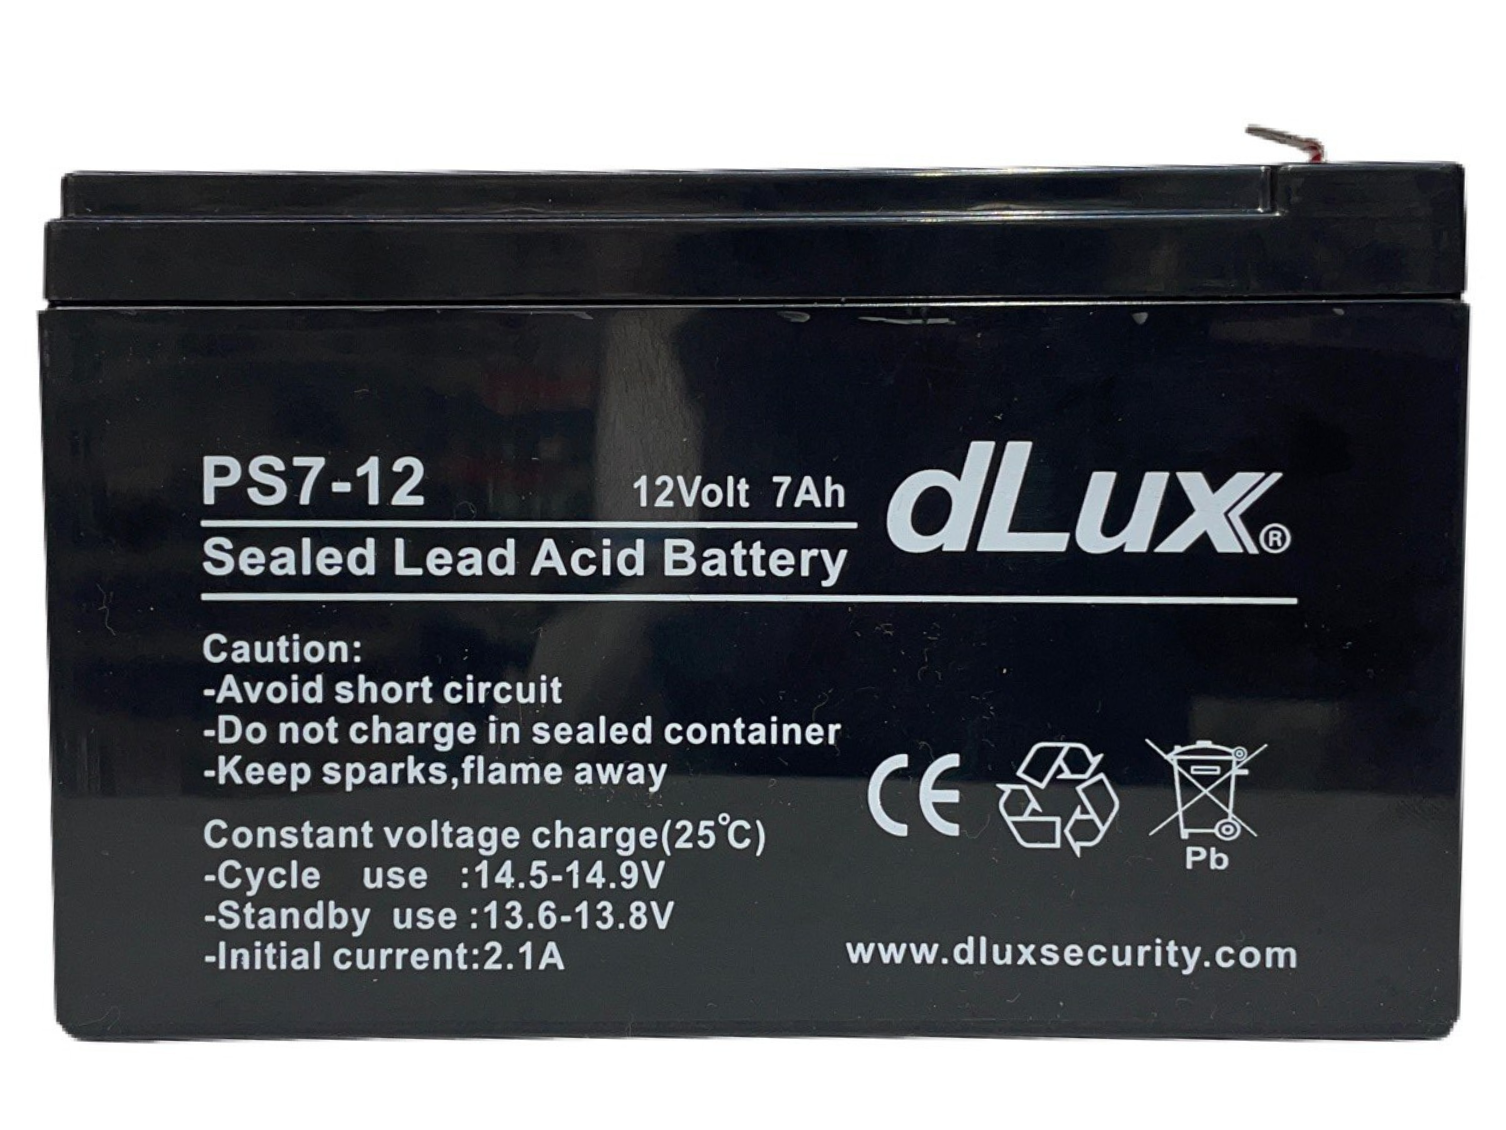 PS7-12
12Volt 7Ah
dLux®
Sealed Lead Acid Battery
Caution:
-Avoid short circuit
-Do not charge in sealed container
-Keep sparks,flame away
CE
Pb
Constant voltage charge(25°C)
-Cycle use :14.5-14.9V
-Standby use :13.6-13.8V
-Initial current:2.1A
www.dluxsecurity.com